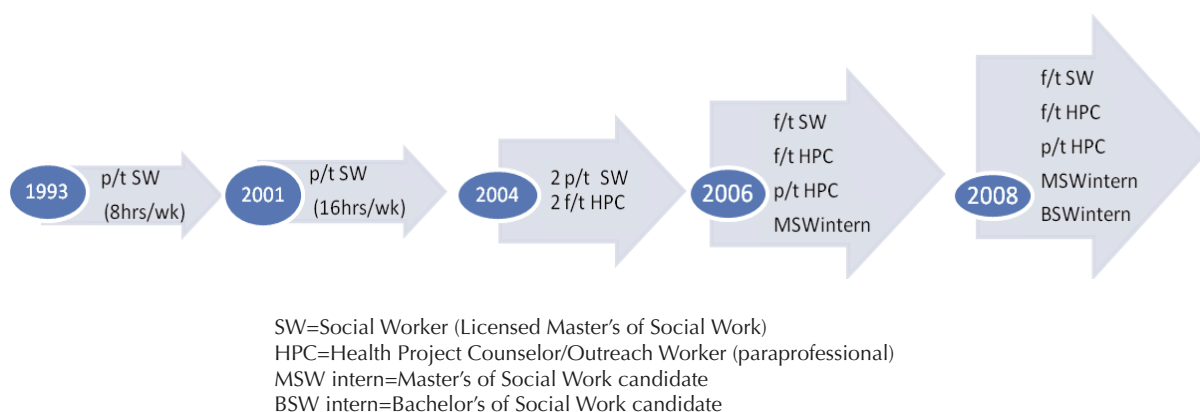 1993
p/t SW
(8hrs/wk)
2001
p/t SW
(16hrs/wk)
2004
2 p/t SW
2 f/t HPC
2006
f/t SW
f/t HPC
p/t HPC
MSWintern
2008
f/t SW
f/t HPC
p/t HPC
MSWintern
BSWintern
SW=Social Worker (Licensed Master’s of Social Work)
HPC=Health Project Counselor/Outreach Worker (paraprofessional)
MSW intern=Master’s of Social Work candidate
BSW intern=Bachelor’s of Social Work candidate